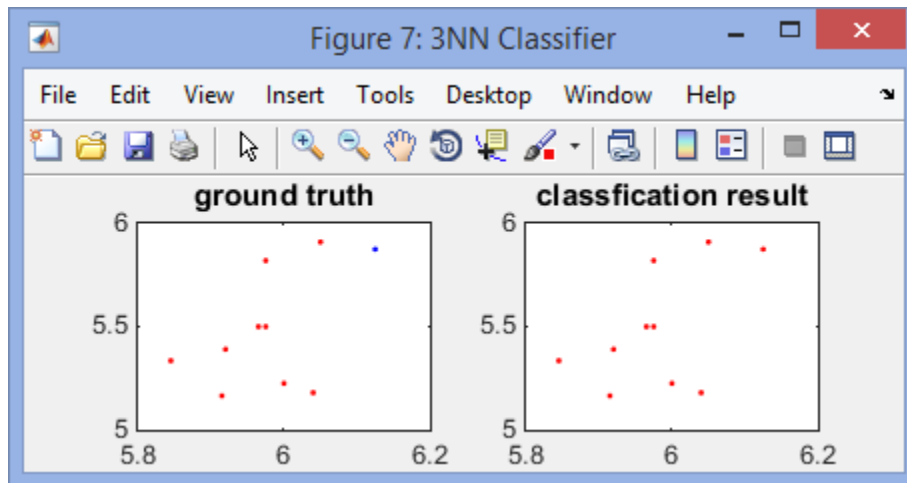 Figure 7: 3NN Classifier
File Edit View Insert Tools Desktop Window Help
ground truth
6
5.5
5
5.8 6 6.2
classfication result
6
5.5
5
5.8 6 6.2